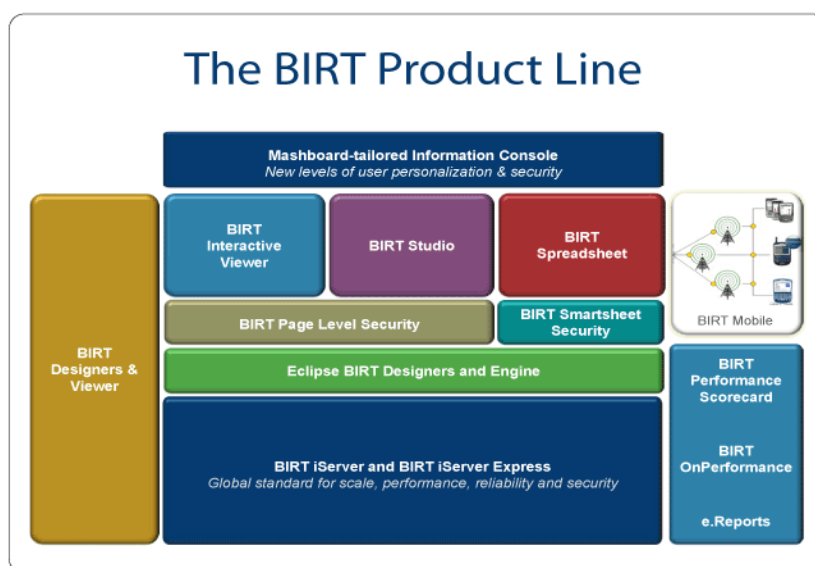 The BIRT Product Line
Mashboard-tailored Information Console
New levels of user personalization & security
BIRT
Designers &
Viewer
BIRT
Interactive
Viewer
BIRT Studio
BIRT
Spreadsheet
BIRT Mobile
BIRT Page Level Security
BIRT Smartsheet
Security
Eclipse BIRT Designers and Engine
BIRT iServer and BIRT iServer Express
Global standard for scale, performance, reliability and security
BIRT
Performance
Scorecard
BIRT
OnPerformance
e.Reports